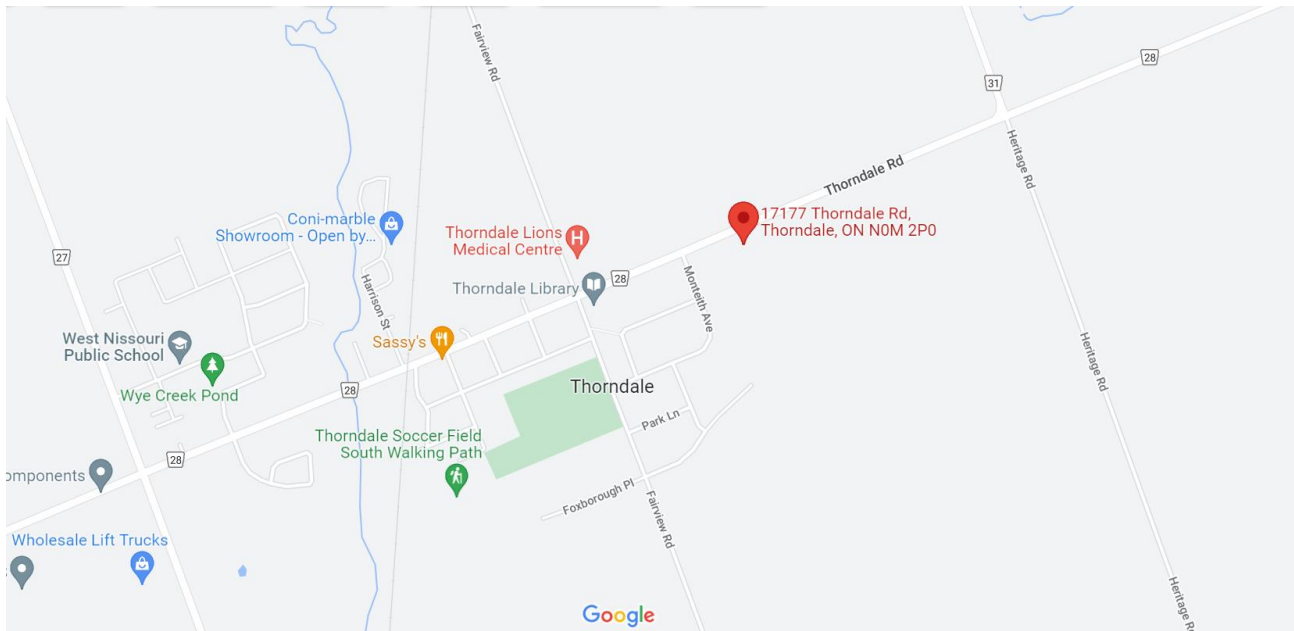 Fairview Rd
28
31
Heritage Rd
Thorndale Rd
17177 Thorndale Rd,
Thorndale, ON N0M 2P0
Coni-marble
Showroom - Open by...
Thorndale Lions
Medical Centre
27
28
Monteith Ave
Harrison St
Thorndale Library
West Nissouri
Public School
Sassy's
Heritage Rd
Wye Creek Pond
28
Thorndale
Park Ln
Thorndale Soccer Field
South Walking Path
28
omponents
Foxborough Pl
Fairview Rd
Wholesale Lift Trucks
Heritage Rd
Google